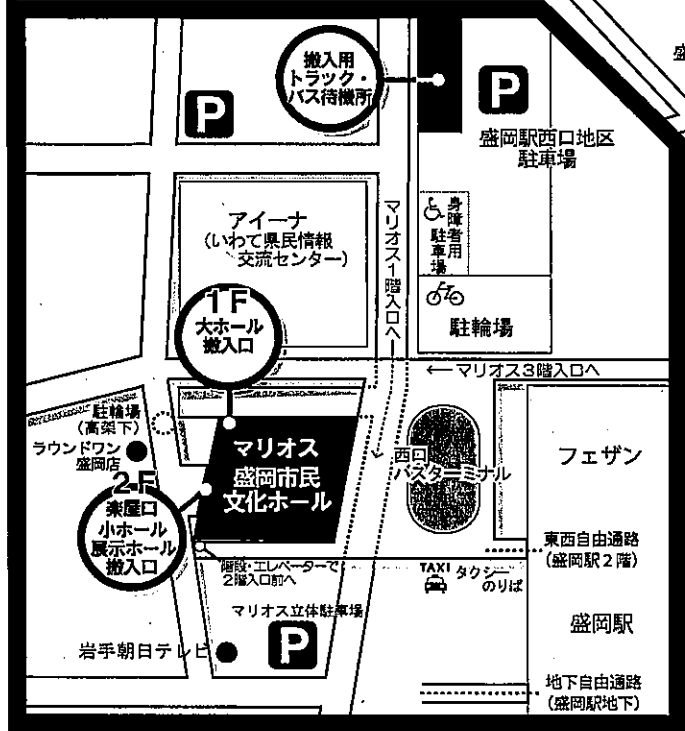 搬入用
トラック・
バス待機所
P
P
盛岡駅西口地区
駐車場
アイーナ
(いわて県民情報
交流センター)
マリオス1階入口へ
身障者用
駐車場
駐輪場
1F
大ホール
搬入口
←マリオス3階入口へ
駐輪場
(高架下)
ラウンドワン
盛岡店
マリオス
盛岡市民
文化ホール
西口
バスターミナル
フェザン
2F
楽屋口
小ホール
展示ホール
搬入口
階段・エレベーターで
2階入口前へ
東西自由通路
(盛岡駅2階)
TAXI タクシー
のりば
マリオス立体駐車場
P
岩手朝日テレビ
盛岡駅
地下自由通路
(盛岡駅地下)